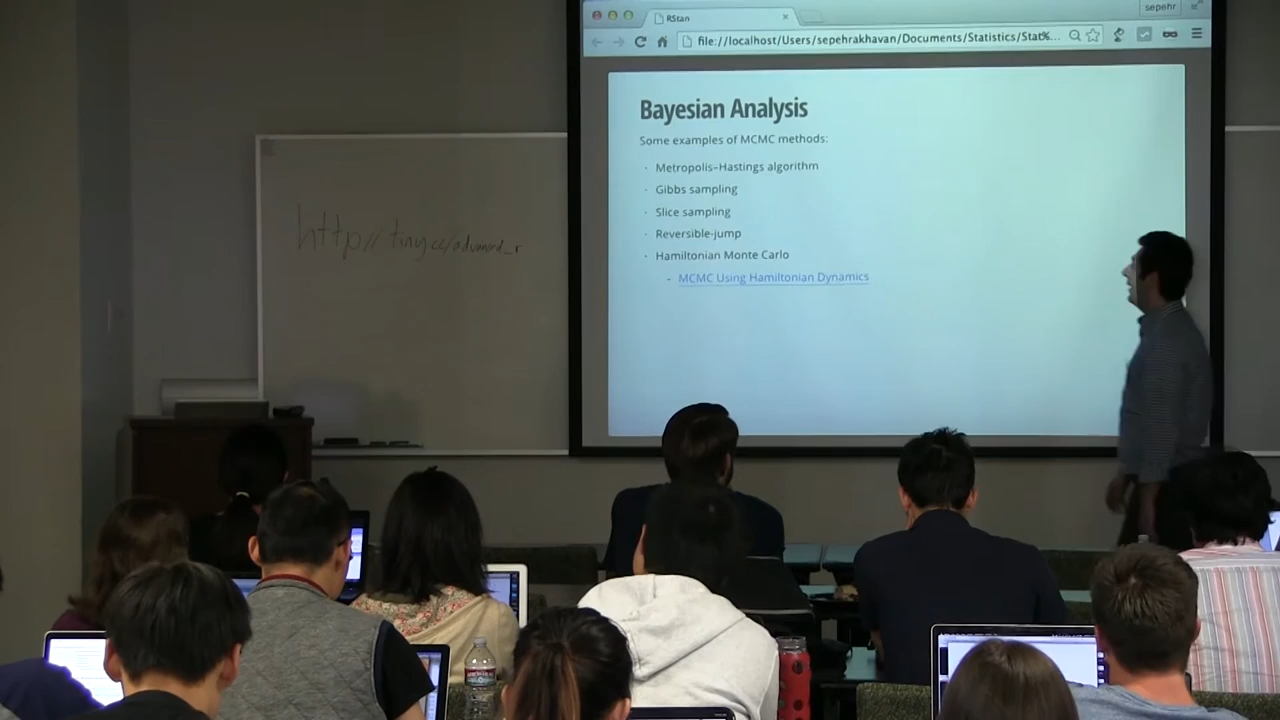 sepehr
RStan
file://localhost/Users/sepehrakhavan/Documents/Statistics/Stat%...
Bayesian Analysis
Some examples of MCMC methods:
· Metropolis–Hastings algorithm
· Gibbs sampling
· Slice sampling
· Reversible-jump
· Hamiltonian Monte Carlo
- MCMC Using Hamiltonian Dynamics
http// tiny.cc/advanced_r